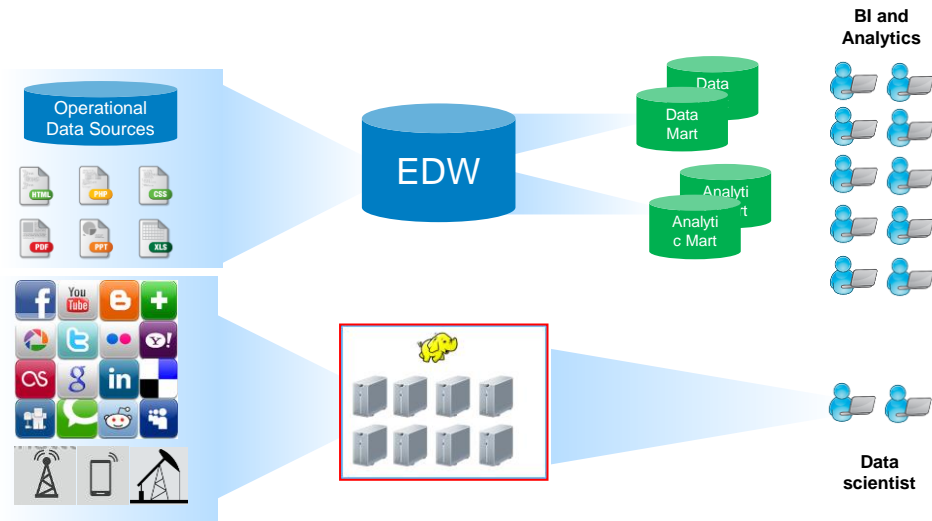 BI and
Analytics
Operational
Data Sources
HTML
PHP
CSS
PDF
PPT
XLS
EDW
Data
Data
Mart
Analyti
rt
Analyti
c Mart
You
Tube
Y!
g
in
Data
scientist